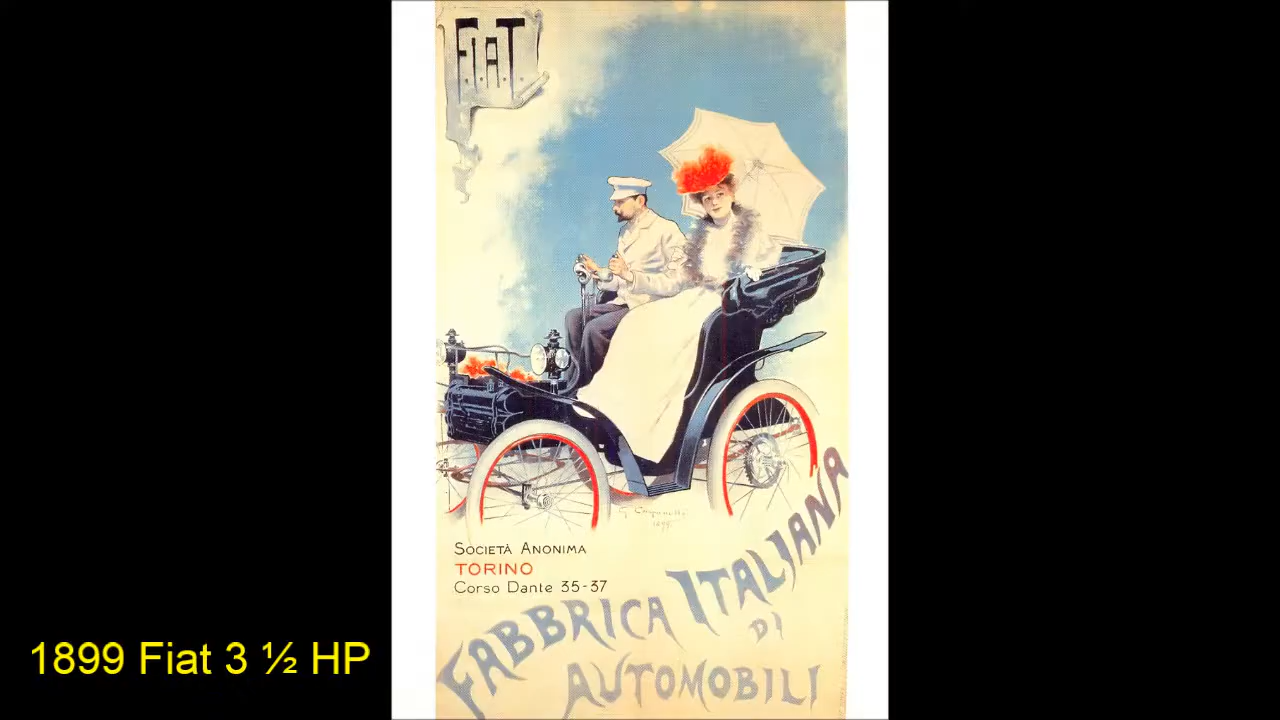 F.I.A.T.
SOCIETÀ ANONIMA
TORINO
Corso Dante 35-37
FABBRICA ITALIANA
DI
AUTOMOBILI
1899 Fiat 3 ½ HP